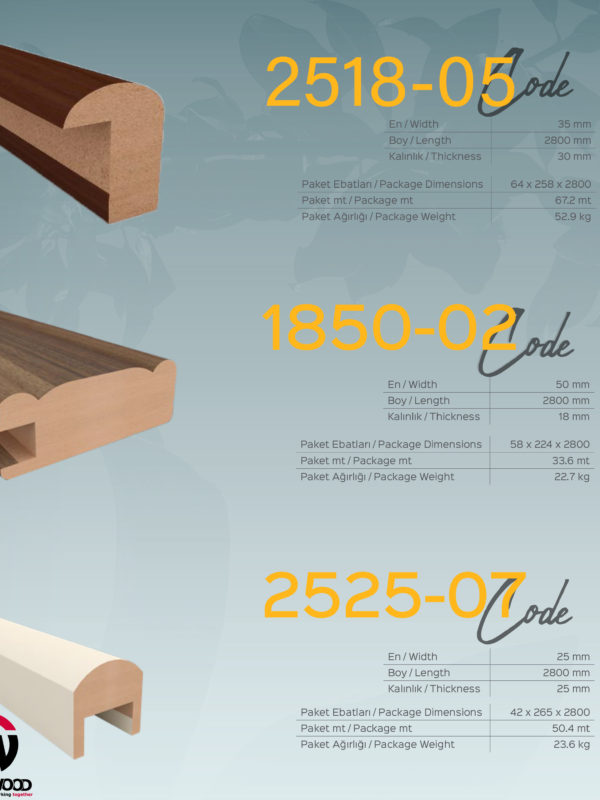 2518-05 Code
En / Width 35 mm
Boy / Length 2800 mm
Kalınlık / Thickness 30 mm
Paket Ebatları / Package Dimensions 64 x 258 x 2800
Paket mt / Package mt 67.2 mt
Paket Ağırlığı / Package Weight 52.9 kg
1850-02 Code
En / Width 50 mm
Boy / Length 2800 mm
Kalınlık / Thickness 18 mm
Paket Ebatları / Package Dimensions 58 x 224 x 2800
Paket mt / Package mt 33.6 mt
Paket Ağırlığı / Package Weight 22.7 kg
2525-07 Code
En / Width 25 mm
Boy / Length 2800 mm
Kalınlık / Thickness 25 mm
Paket Ebatları / Package Dimensions 42 x 265 x 2800
Paket mt / Package mt 50.4 mt
Paket Ağırlığı / Package Weight 23.6 kg
WOOD
rking together